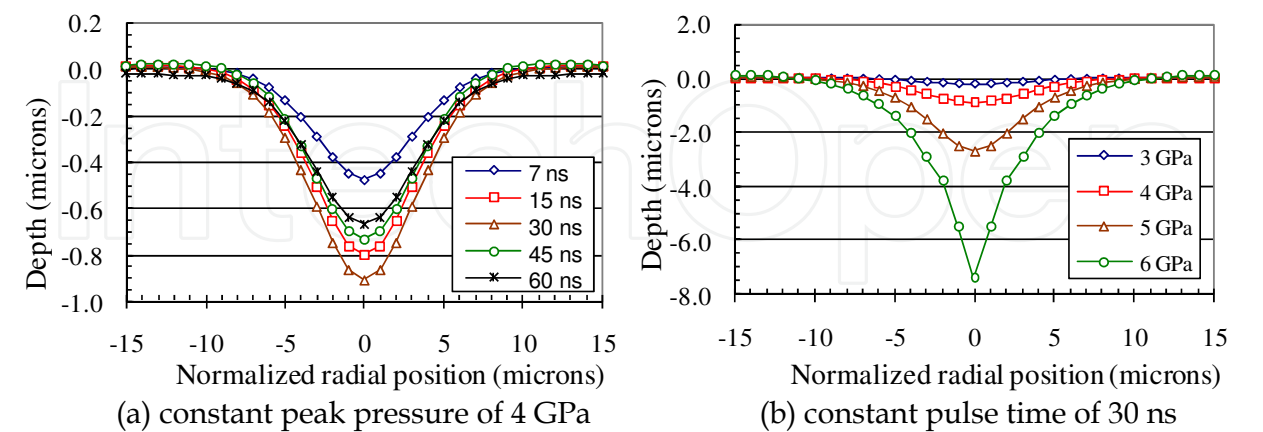 0.2
0.0
-0.2
-0.4
-0.6
-0.8
-1.0
Depth (microns)
-15 -10 -5 0 5 10 15
Normalized radial position (microns)
7 ns
15 ns
30 ns
45 ns
60 ns
(a) constant peak pressure of 4 GPa
2.0
0.0
-2.0
-4.0
-6.0
-8.0
Depth (microns)
-15 -10 -5 0 5 10 15
Normalized radial position (microns)
3 GPa
4 GPa
5 GPa
6 GPa
(b) constant pulse time of 30 ns
IntechOpen